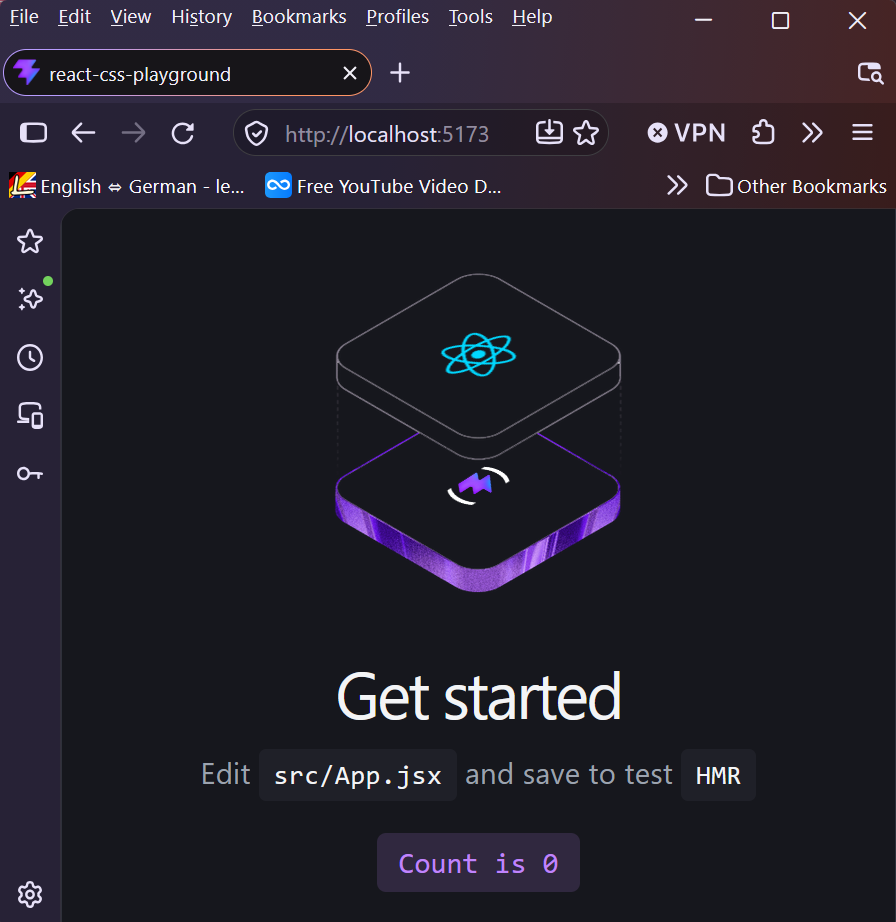 File Edit View History Bookmarks Profiles Tools Help
react-css-playground
http://localhost:5173
VPN
English ⇔ German - le...
Free YouTube Video D...
Other Bookmarks
Get started
Edit src/App.jsx and save to test HMR
Count is 0